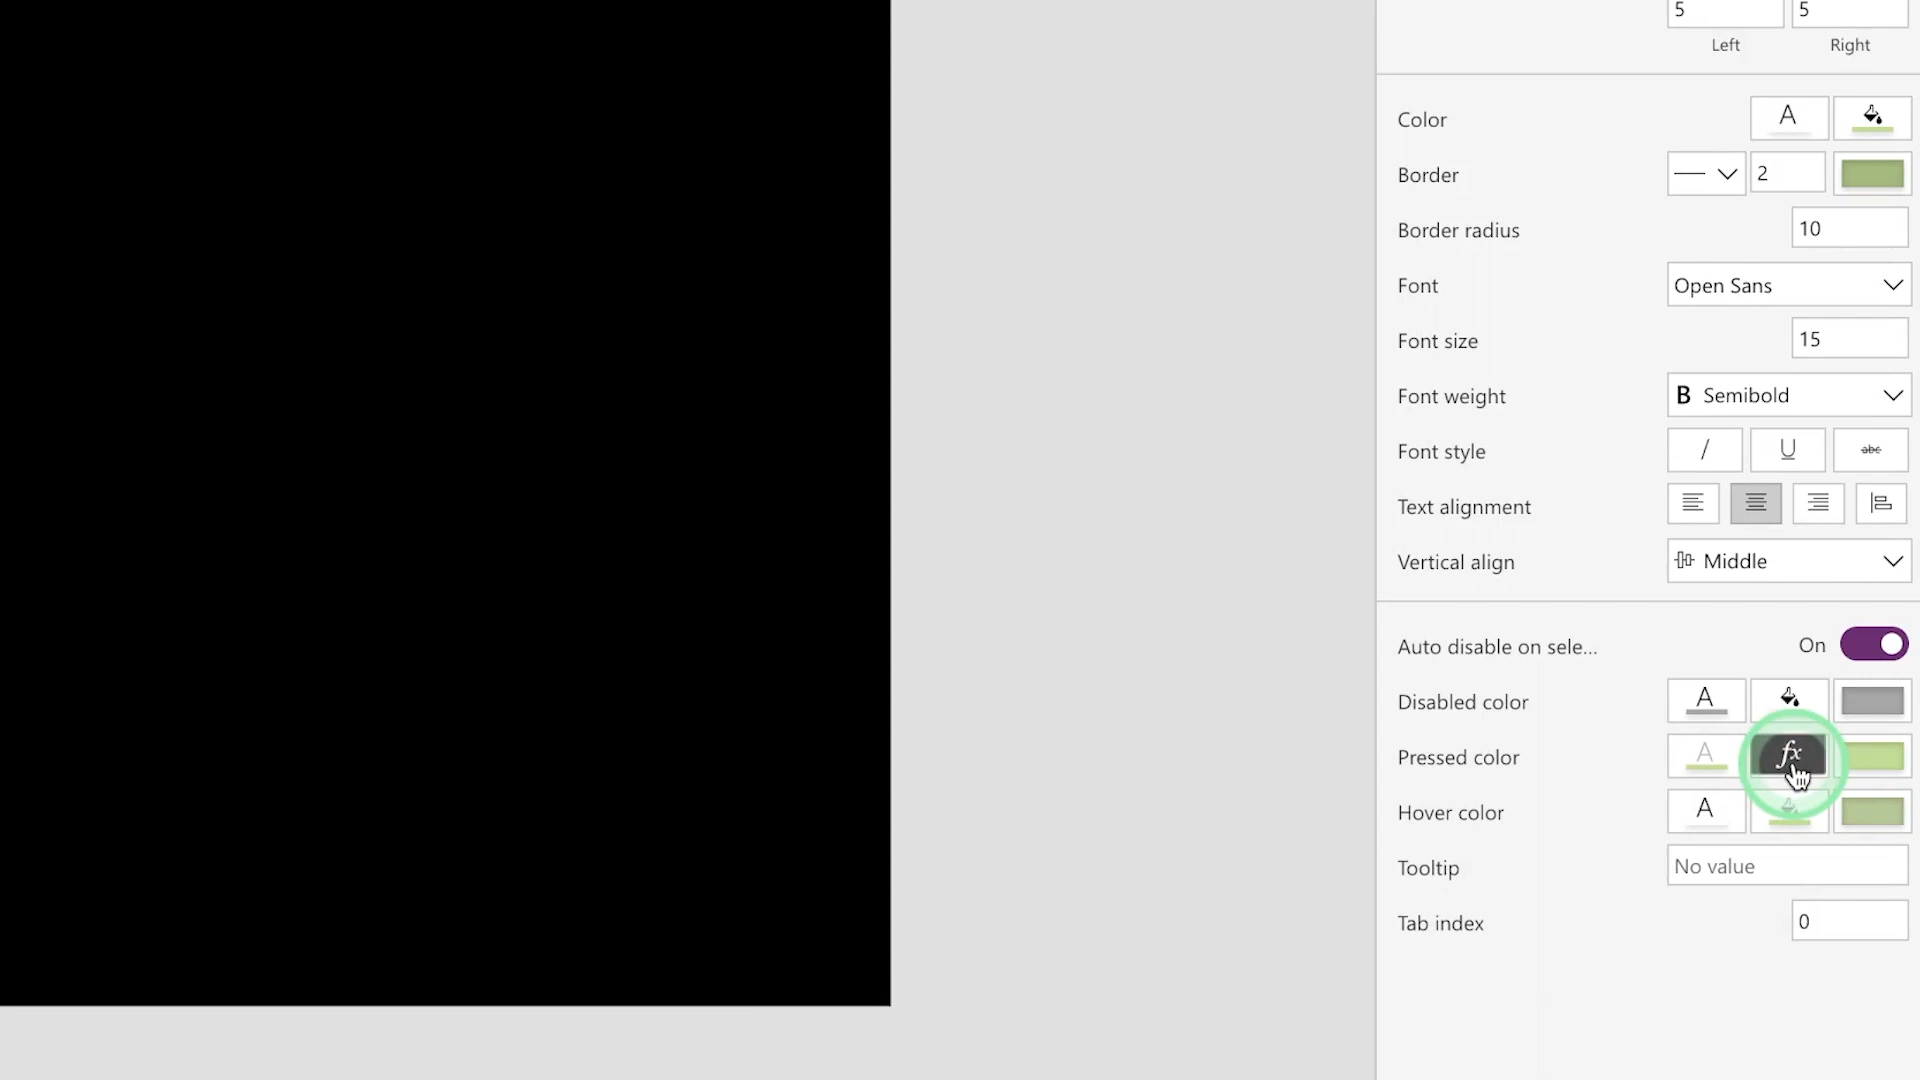 5 5
Left Right
Color A
Border 2
Border radius 10
Font Open Sans
Font size 15
Font weight B Semibold
Font style / U abc
Text alignment
Vertical align Middle
Auto disable on sele... On
Disabled color A
Pressed color A fx
Hover color A
Tooltip No value
Tab index 0